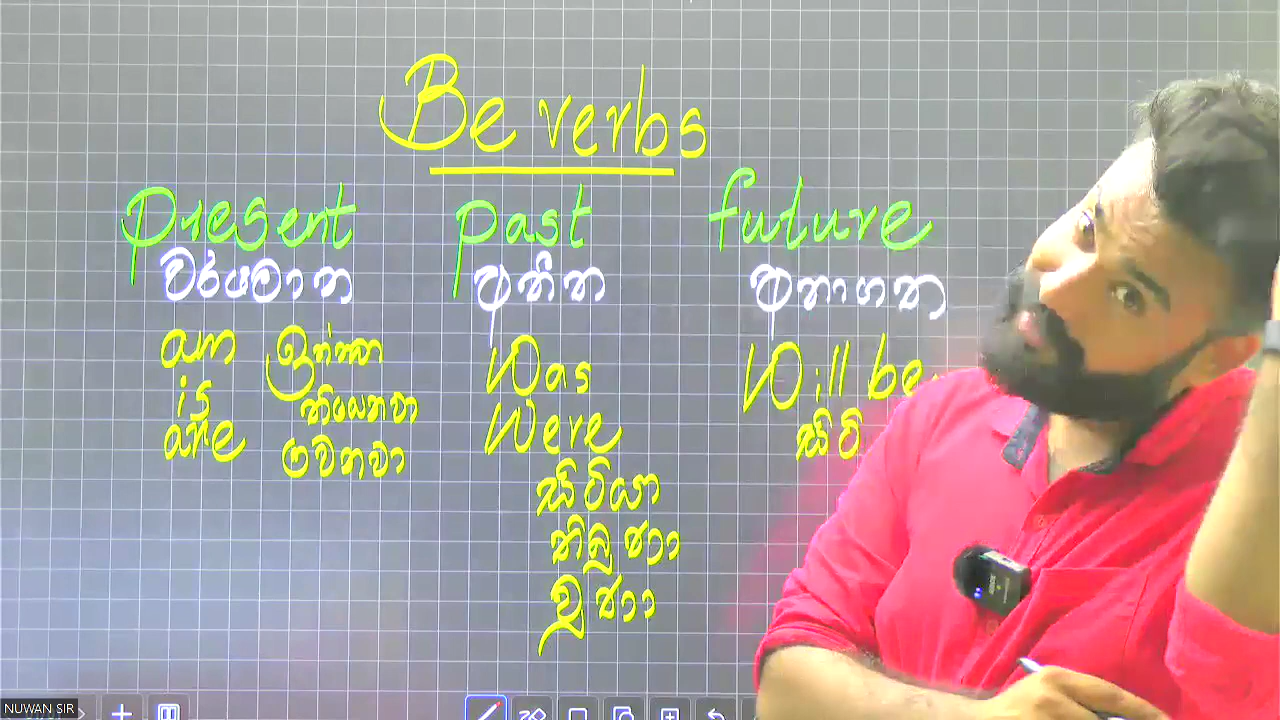 Be verbs
present past future
වර්තමාන අතීත අනාගත
am ඉන්නවා Was Will be
is තියෙනවා Were සිටි
are වෙනවා
සිටියා
තිබුණා
වුණා
NUWAN SIR